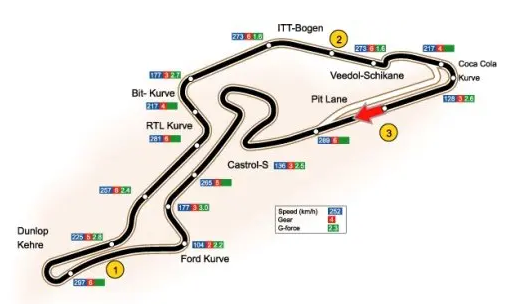 ITT-Bogen
273 6 1.6
2
273 6 1.6
217 4
Coca Cola
Kurve
Veedol-Schikane
177 3 2.7
Bit- Kurve
217 4
Pit Lane
128 3 2.6
RTL Kurve
281 6
289 6
3
Castrol-S
136 3 2.5
265 5
257 6 2.4
177 3 3.0
Speed (km/h) 252
Gear 4
G-force 2.3
Dunlop
Kehre
225 5 2.8
104 2 2.2
Ford Kurve
1
297 6